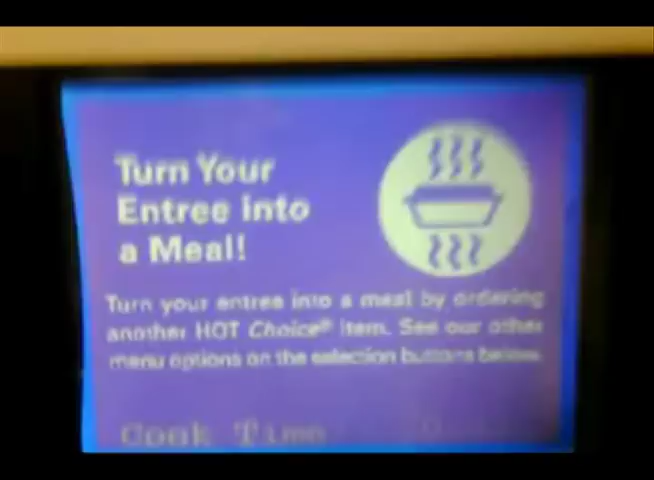 Turn Your
Entree into
a Meal!
Turn your entree into a meal by ordering
another HOT Choice® item. See our other
menu options on the selection buttons below.
Cook Time